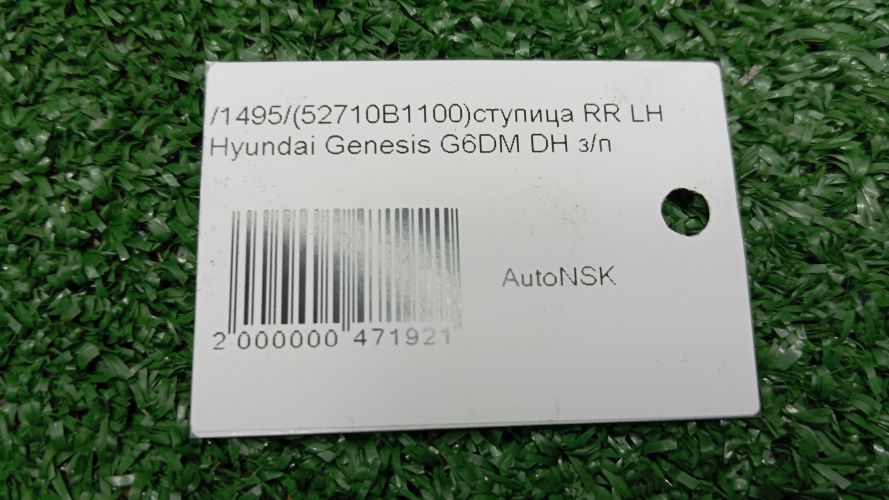 /1495/(52710B1100)ступица RR LH
Hyundai Genesis G6DM DH з/п
AutoNSK
2 000000 471921